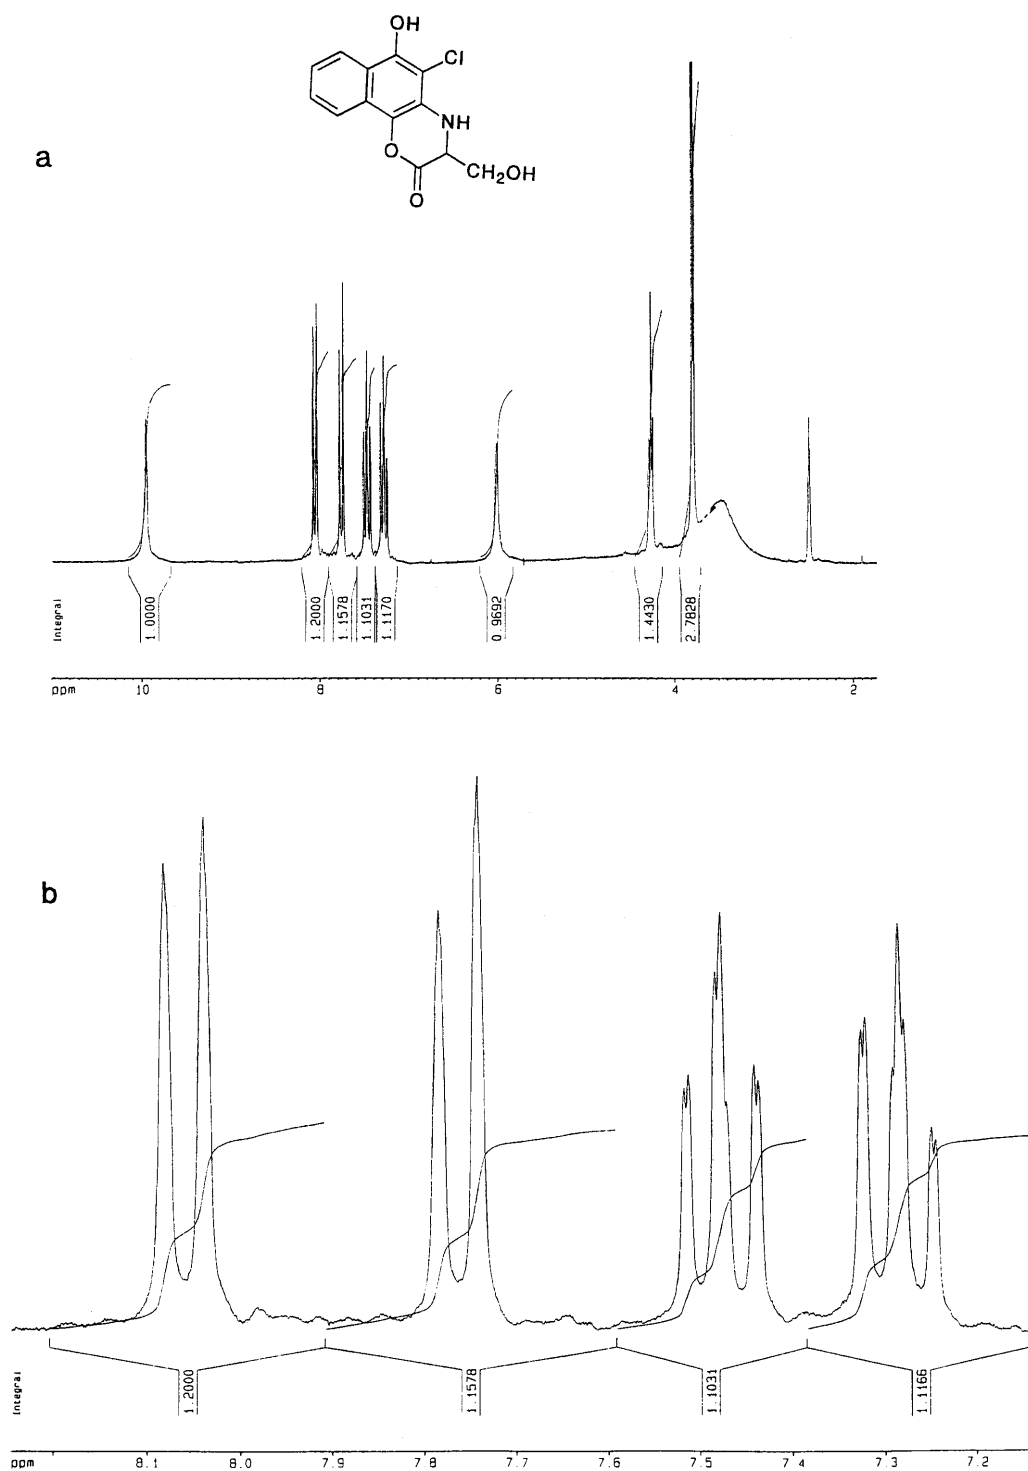 OH
Cl
a
NH
O
CH2OH
O
Integral
1.0000
1.2000
1.1578
1.1031
1.1170
0.9692
1.4430
2.7828
ppm 10 8 6 4 2
b
Integral
1.2000
1.1578
1.1031
1.1166
ppm 8.1 8.0 7.9 7.8 7.7 7.6 7.5 7.4 7.3 7.2